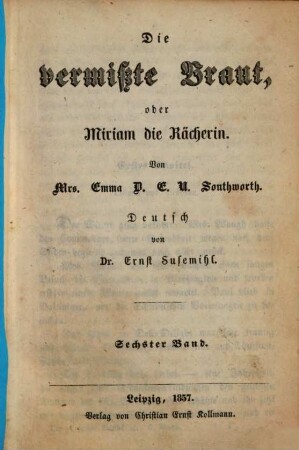 Die
vermißte Braut,
oder
Miriam die Rächerin.
Von
Mrs. Emma D. E. N. Southworth.
Deutsch
von
Dr. Ernst Susemihl.
Sechster Band.
Leipzig, 1857.
Verlag von Christian Ernst Kollmann.